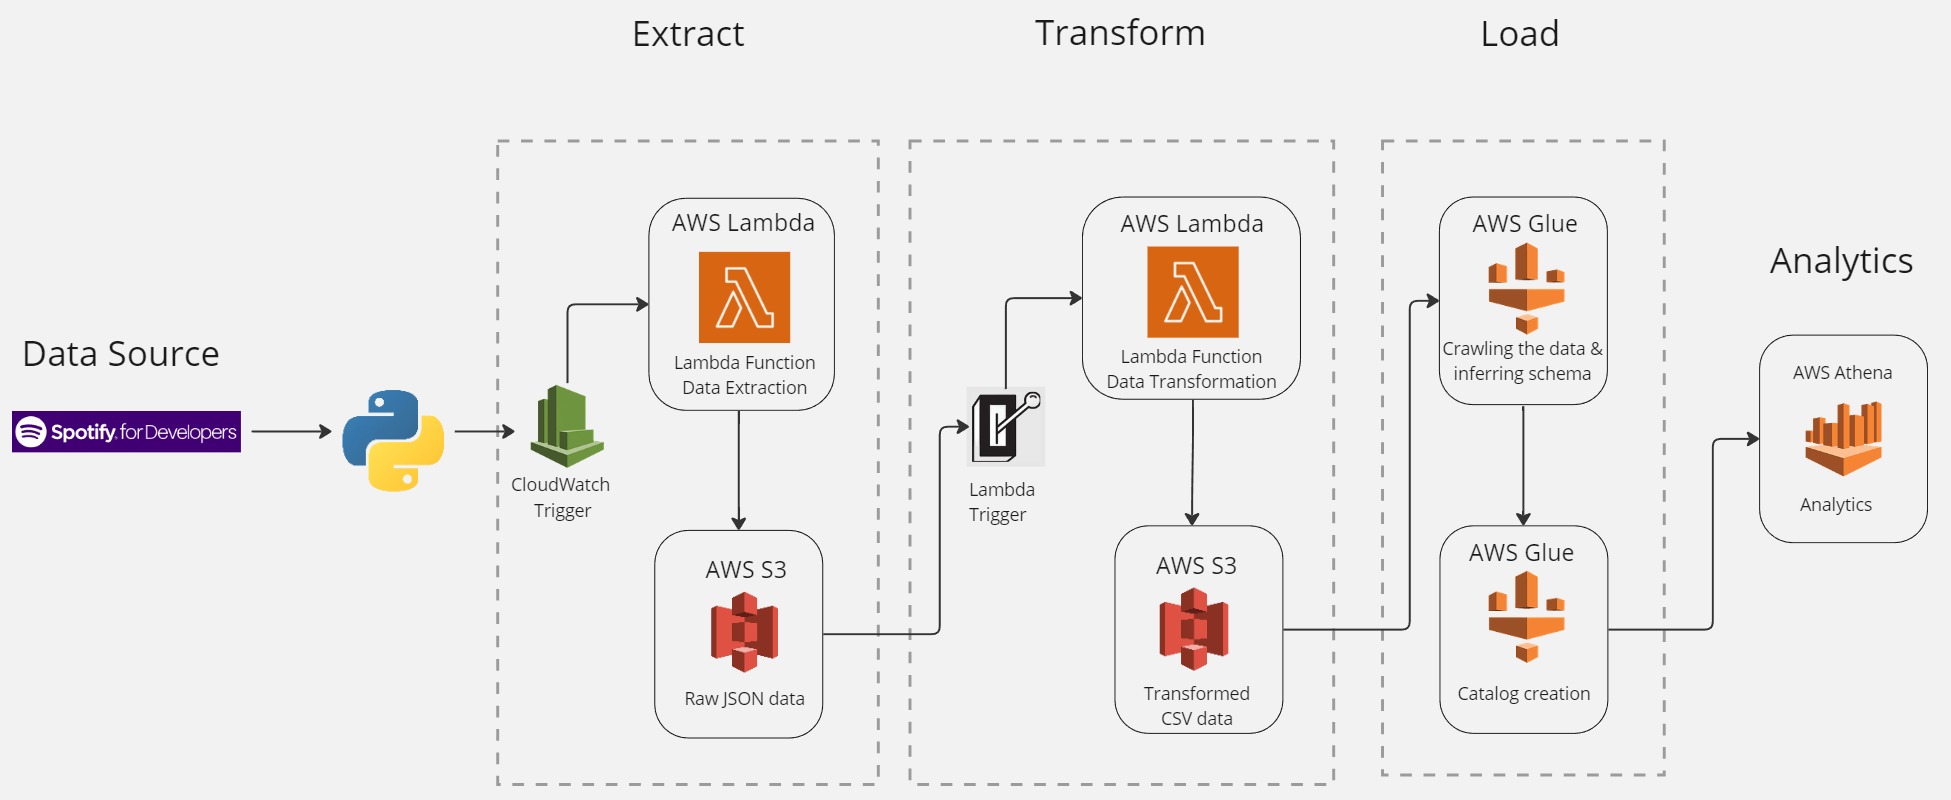 Extract
Transform
Load
Data Source
Spotify for Developers
CloudWatch
Trigger
AWS Lambda
Lambda Function
Data Extraction
AWS S3
Raw JSON data
Lambda
Trigger
AWS Lambda
Lambda Function
Data Transformation
AWS S3
Transformed
CSV data
AWS Glue
Crawling the data &
inferring schema
AWS Glue
Catalog creation
Analytics
AWS Athena
Analytics